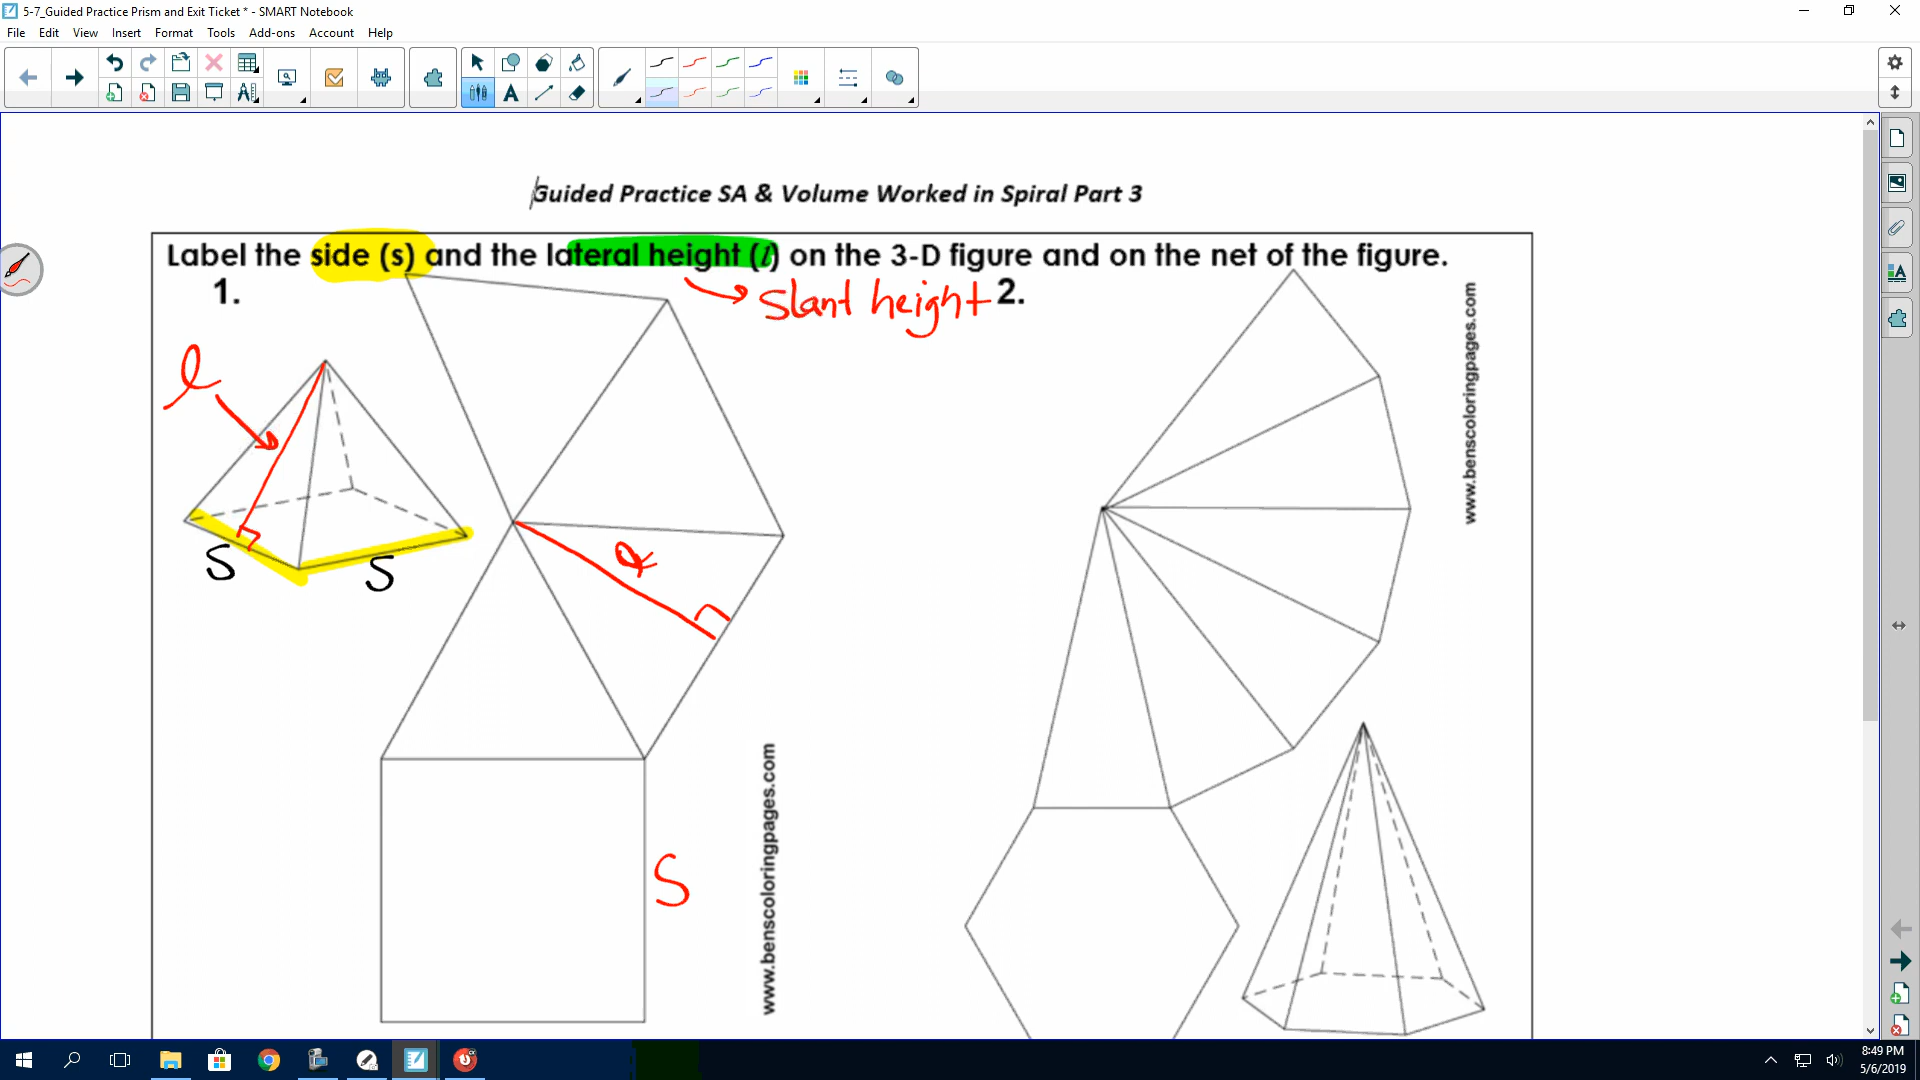 5-7_Guided Practice Prism and Exit Ticket * - SMART Notebook
File Edit View Insert Format Tools Add-ons Account Help
Guided Practice SA & Volume Worked in Spiral Part 3
Label the side (s) and the lateral height (l) on the 3-D figure and on the net of the figure.
1.
Slant height
2.
l
S
S
S
www.benscoloringpages.com
www.benscoloringpages.com
8:49 PM
5/6/2019